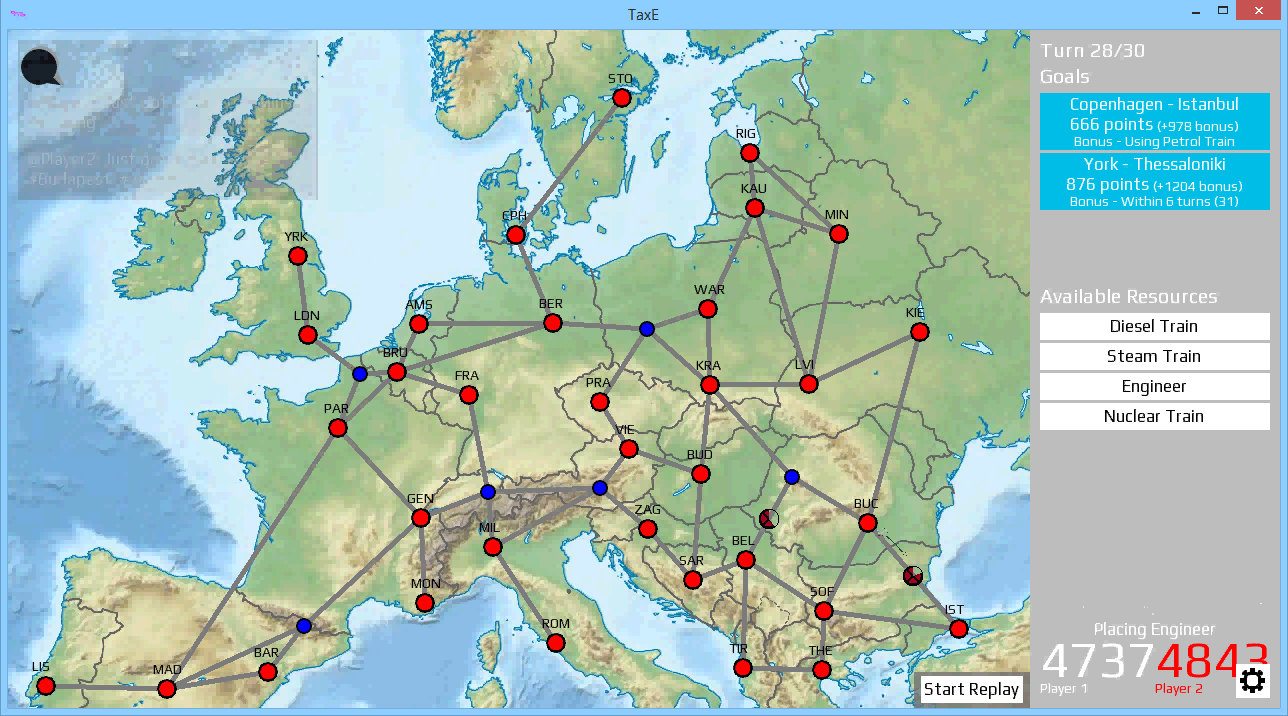 TaxE
Turn 28/30
Goals
Copenhagen - Istanbul
666 points (+978 bonus)
Bonus - Using Petrol Train
York - Thessaloniki
876 points (+1204 bonus)
Bonus - Within 6 turns (31)
Available Resources
Diesel Train
Steam Train
Engineer
Nuclear Train
Placing Engineer
4737
4843
Player 1
Player 2
Start Replay
STO
RIG
KAU
MIN
CPH
YRK
LDN
AMS
BER
WAR
KIE
BRU
FRA
PRA
KRA
LVI
PAR
VIE
BUD
GEN
MIL
ZAG
BUC
BEL
SAR
MON
SOF
IST
ROM
TIR
THE
BAR
MAD
LIS